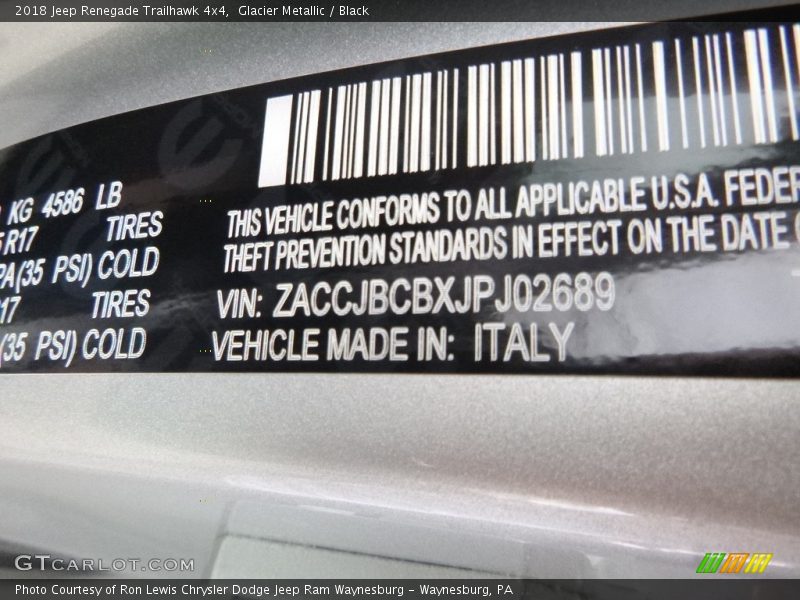 2018 Jeep Renegade Trailhawk 4x4,  Glacier Metallic / Black
KG 4586 LB
R17 TIRES
(35 PSI) COLD
17 TIRES
(35 PSI) COLD
THIS VEHICLE CONFORMS TO ALL APPLICABLE U.S.A. FEDER
THEFT PREVENTION STANDARDS IN EFFECT ON THE DATE
VIN: ZACCJBCBXJPJ02689
VEHICLE MADE IN: ITALY
GTCARLOT.COM
Photo Courtesy of Ron Lewis Chrysler Dodge Jeep Ram Waynesburg - Waynesburg, PA